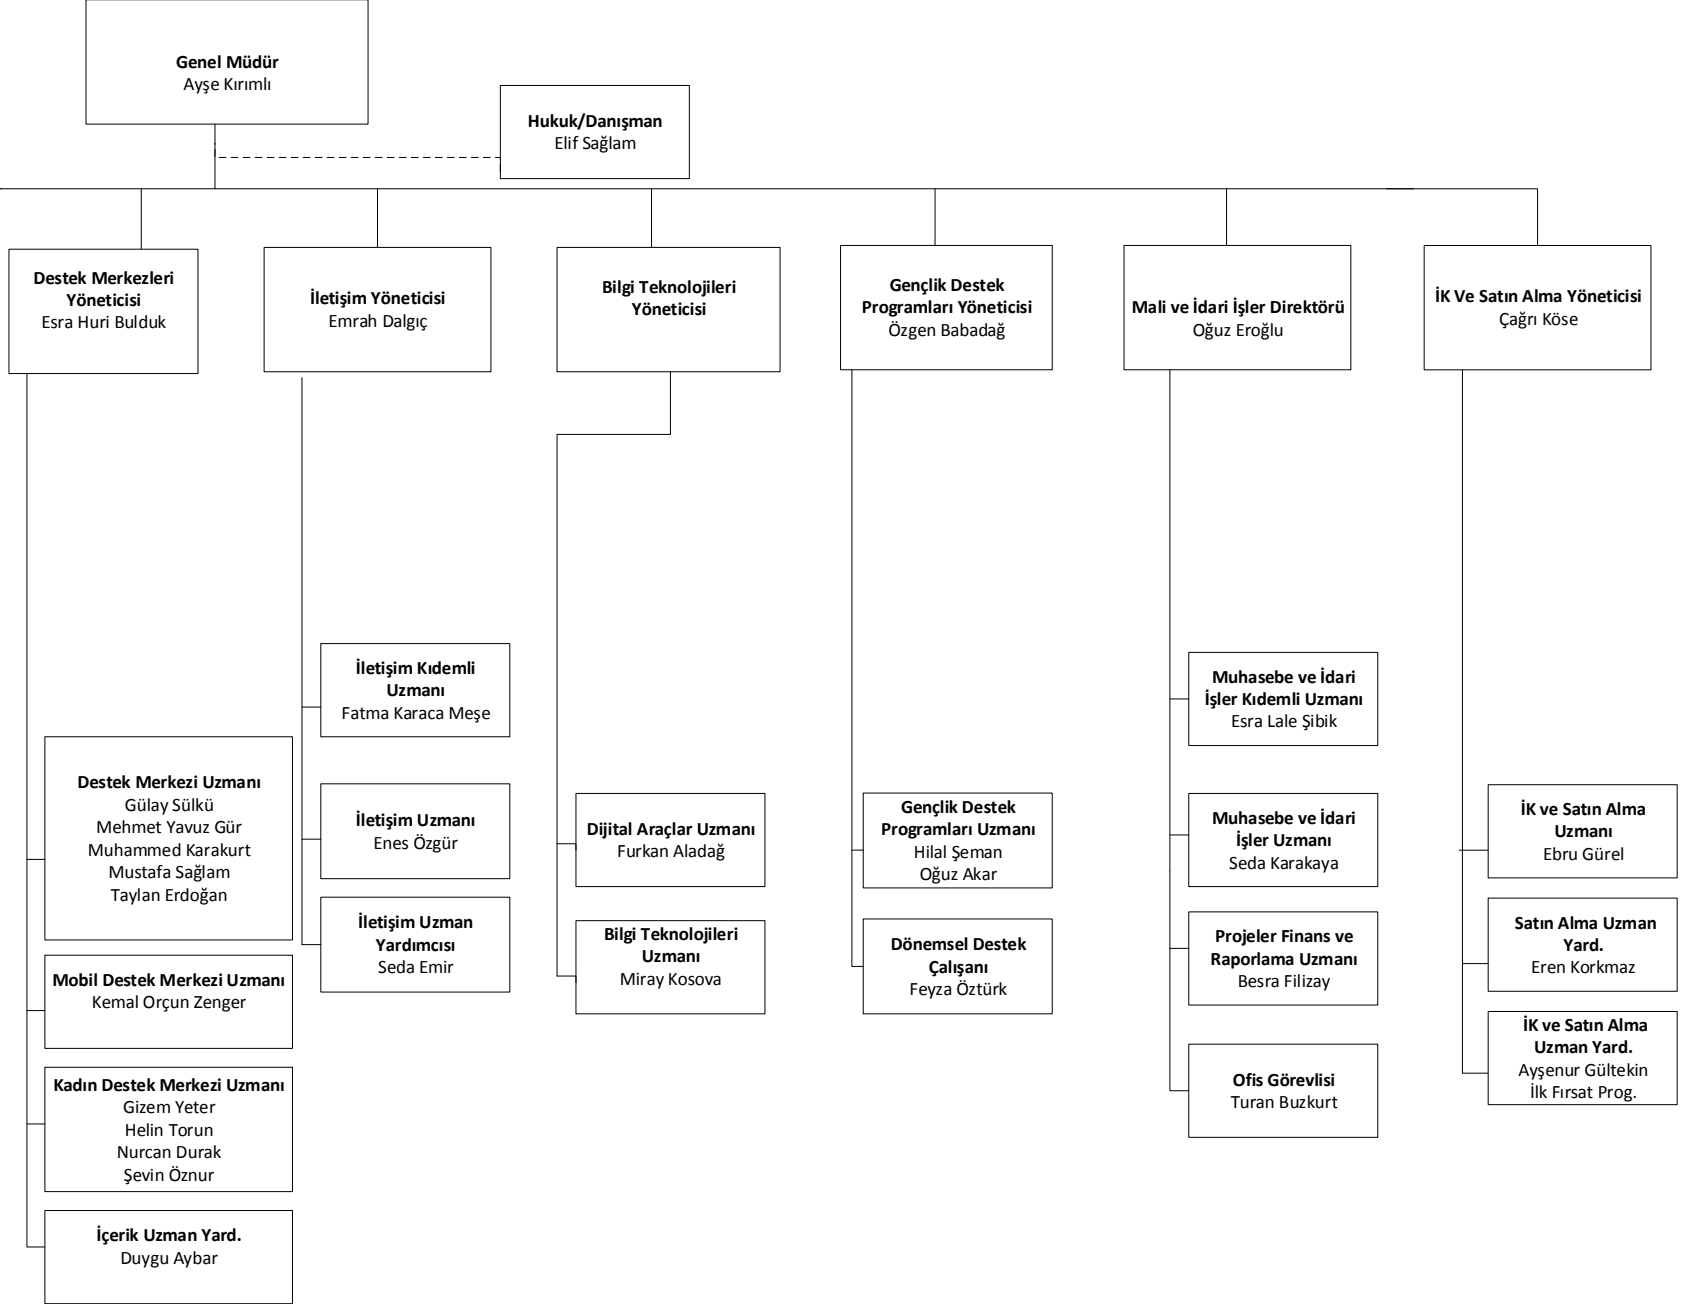 Genel Müdür
Ayşe Kırımlı
Hukuk/Danışman
Elif Sağlam
Destek Merkezleri
Yöneticisi
Esra Huri Bulduk
İletişim Yöneticisi
Emrah Dalgıç
Bilgi Teknolojileri
Yöneticisi
Gençlik Destek
Programları Yöneticisi
Özgen Babadağ
Mali ve İdari İşler Direktörü
Oğuz Eroğlu
İK Ve Satın Alma Yöneticisi
Çağrı Köse
Destek Merkezi Uzmanı
Gülay Sülkü
Mehmet Yavuz Gür
Muhammed Karakurt
Mustafa Sağlam
Taylan Erdoğan
Mobil Destek Merkezi Uzmanı
Kemal Orçun Zenger
Kadın Destek Merkezi Uzmanı
Gizem Yeter
Helin Torun
Nurcan Durak
Şevin Öznur
İçerik Uzman Yard.
Duygu Aybar
İletişim Kıdemli
Uzmanı
Fatma Karaca Meşe
İletişim Uzmanı
Enes Özgür
İletişim Uzman
Yardımcısı
Seda Emir
Dijital Araçlar Uzmanı
Furkan Aladağ
Bilgi Teknolojileri
Uzmanı
Miray Kosova
Gençlik Destek
Programları Uzmanı
Hilal Şeman
Oğuz Akar
Dönemsel Destek
Çalışanı
Feyza Öztürk
Muhasebe ve İdari
İşler Kıdemli Uzmanı
Esra Lale Şibik
Muhasebe ve İdari
İşler Uzmanı
Seda Karakaya
Projeler Finans ve
Raporlama Uzmanı
Besra Filizay
Ofis Görevlisi
Turan Buzkurt
İK ve Satın Alma
Uzmanı
Ebru Gürel
Satın Alma Uzman
Yard.
Eren Korkmaz
İK ve Satın Alma
Uzman Yard.
Ayşenur Gültekin
İlk Fırsat Prog.